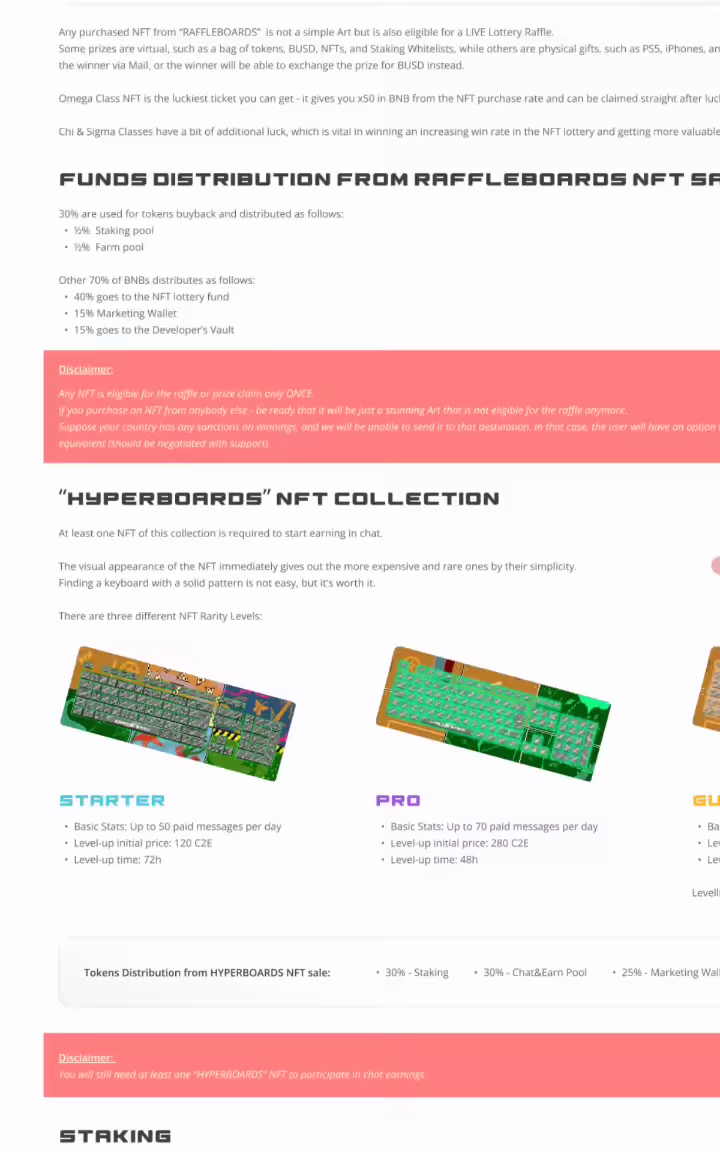 Any purchased NFT from "RAFFLEBOARDS" is not a simple Art but is also eligible for a LIVE Lottery Raffle.
Some prizes are virtual, such as a bag of tokens, BUSD, NFTs, and Staking Whitelists, while others are physical gifts, such as PS5, iPhones,
the winner via Mail, or the winner will be able to exchange the prize for BUSD instead.
Omega Class NFT is the luckiest ticket you can get - it gives you x50 in BNB from the NFT purchase rate and can be claimed straight after
Chi & Sigma Classes have a bit of additional luck, which is vital in winning an increasing win rate in the NFT lottery and getting more valuable
FUNDS DISTRIBUTION FROM RAFFLEBOARDS NFT
30% are used for tokens buyback and distributed as follows:
• ½% Staking pool
• ½% Farm pool
Other 70% of BNBs distributes as follows:
• 40% goes to the NFT lottery fund
• 15% Marketing Wallet
• 15% goes to the Developer's Vault
Disclaimer:
Any NFT is eligible for the raffle or prize claim only ONCE.
If you purchase an NFT from anybody else - be ready that it will be just a stunning Art that is not eligible for the raffle anymore.
Suppose your country has any sanctions on winnings, and we will be unable to send it to that destination. In that case, the user will have an option
equivalent (should be negotiated with support).
"HYPERBOARDS" NFT COLLECTION
At least one NFT of this collection is required to start earning in chat.
The visual appearance of the NFT immediately gives out the more expensive and rare ones by their simplicity.
Finding a keyboard with a solid pattern is not easy, but it's worth it.
There are three different NFT Rarity Levels:
STARTER
• Basic Stats: Up to 50 paid messages per day
• Level-up initial price: 120 C2E
• Level-up time: 72h
PRO
• Basic Stats: Up to 70 paid messages per day
• Level-up initial price: 280 C2E
• Level-up time: 48h
GU
• Ba
• Lev
• Lev
Levelli
Tokens Distribution from HYPERBOARDS NFT sale: • 30% - Staking • 30% - Chat&Earn Pool • 25% - Marketing
Disclaimer:
You will still need at least one "HYPERBOARDS" NFT to participate in chat earnings.
STAKING